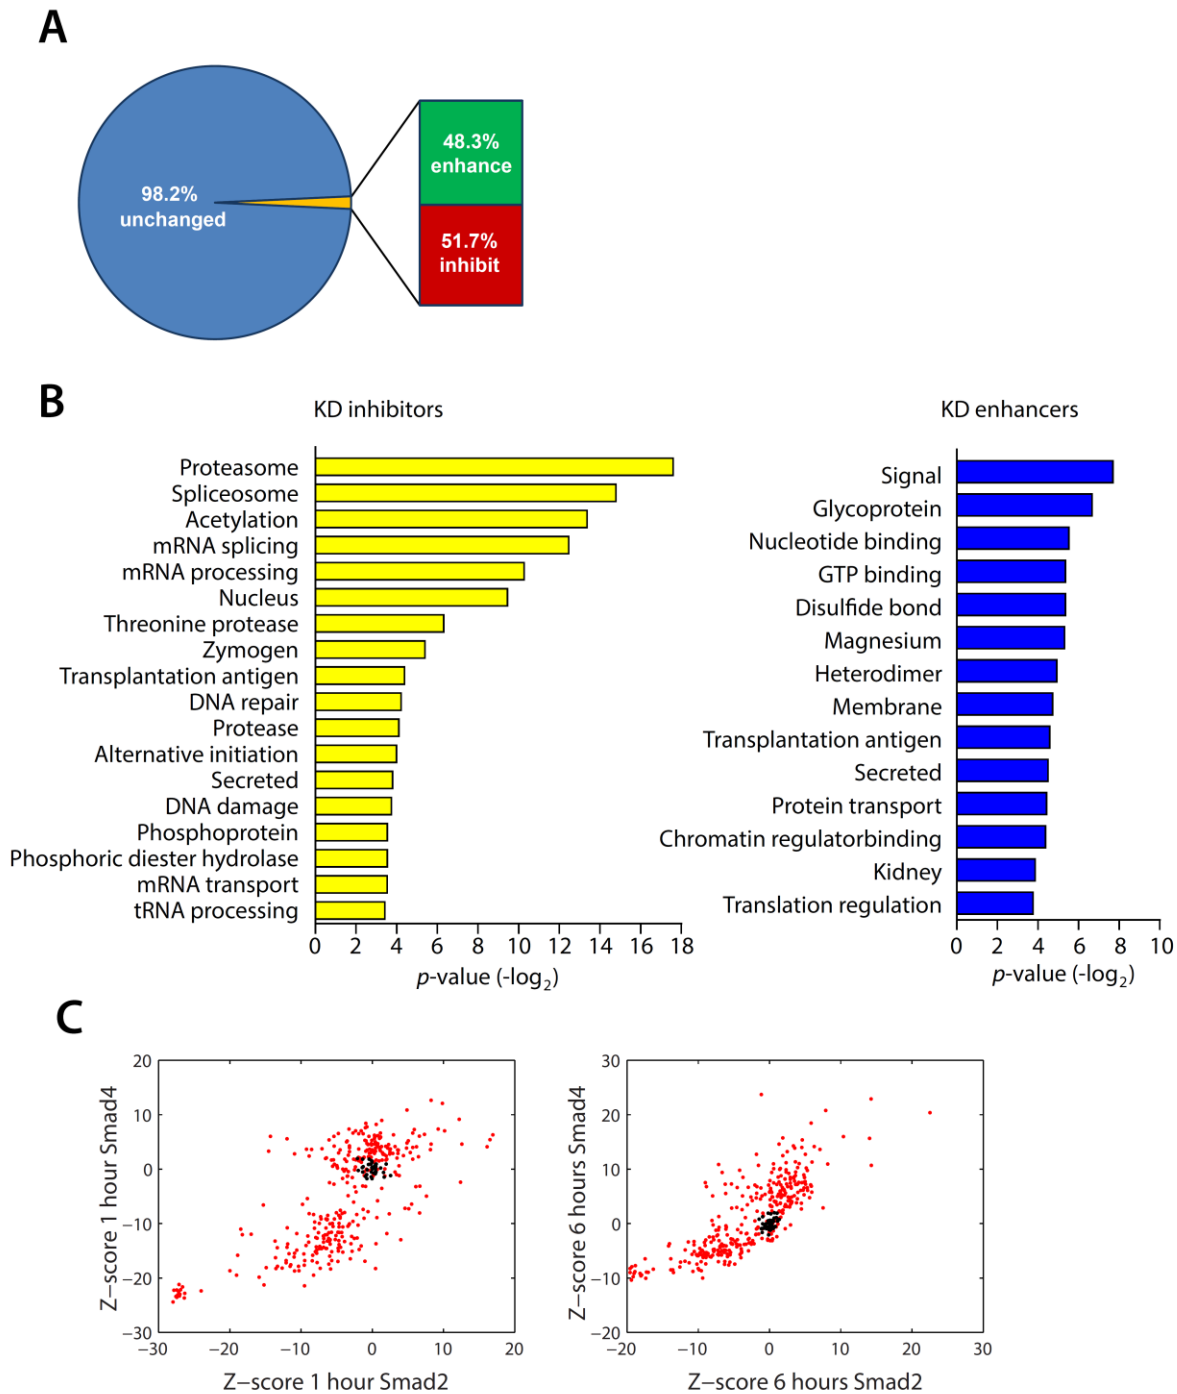 A
98.2%
unchanged
48.3%
enhance
51.7%
inhibit
B
KD inhibitors
Proteasome
Spliceosome
Acetylation
mRNA splicing
mRNA processing
Nucleus
Threonine protease
Zymogen
Transplantation antigen
DNA repair
Protease
Alternative initiation
Secreted
DNA damage
Phosphoprotein
Phosphoric diester hydrolase
mRNA transport
tRNA processing
0 2 4 6 8 10 12 14 16 18
p-value (-log2)
KD enhancers
Signal
Glycoprotein
Nucleotide binding
GTP binding
Disulfide bond
Magnesium
Heterodimer
Membrane
Transplantation antigen
Secreted
Protein transport
Chromatin regulatorbinding
Kidney
Translation regulation
0 2 4 6 8 10
p-value (-log2)
C
Z−score 1 hour Smad4
20
10
0
−10
−20
−30
−30 −20 −10 0 10 20
Z−score 1 hour Smad2
Z−score 6 hours Smad4
30
20
10
0
−10
−20
−20 −10 0 10 20 30
Z−score 6 hours Smad2